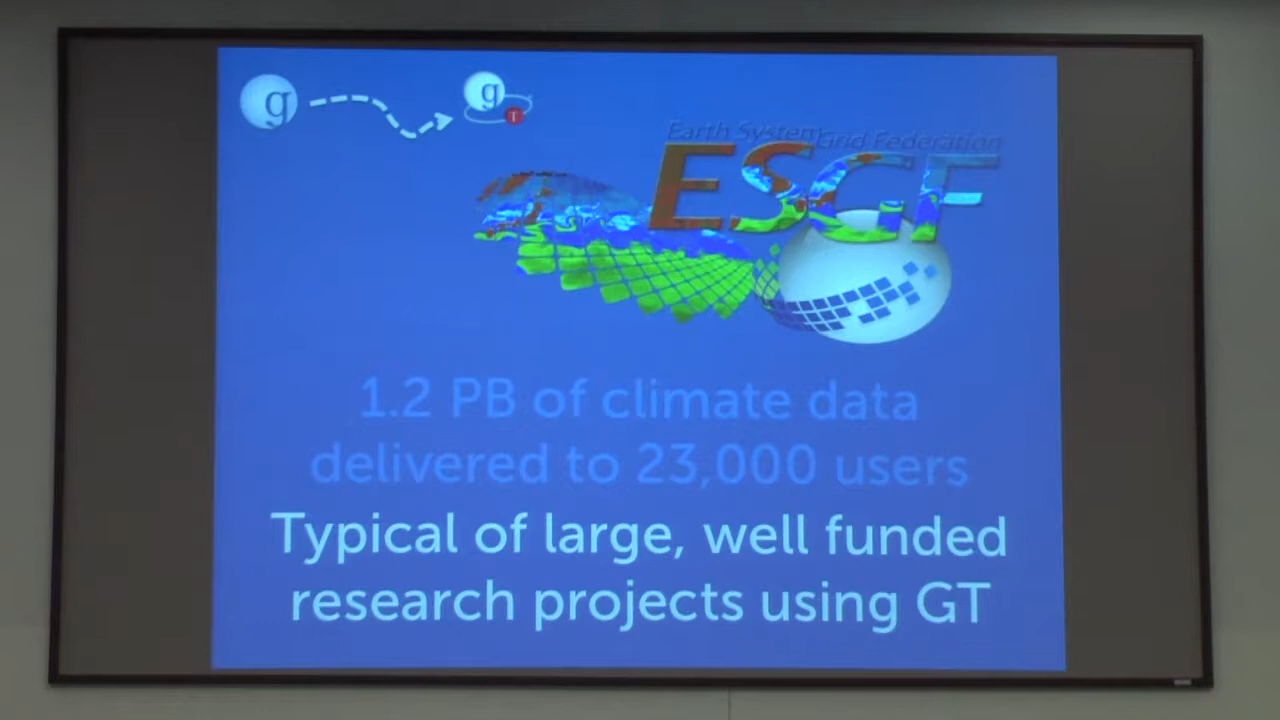 g
g
T
Earth System Grid Federation
ESGF
1.2 PB of climate data
delivered to 23,000 users
Typical of large, well funded
research projects using GT